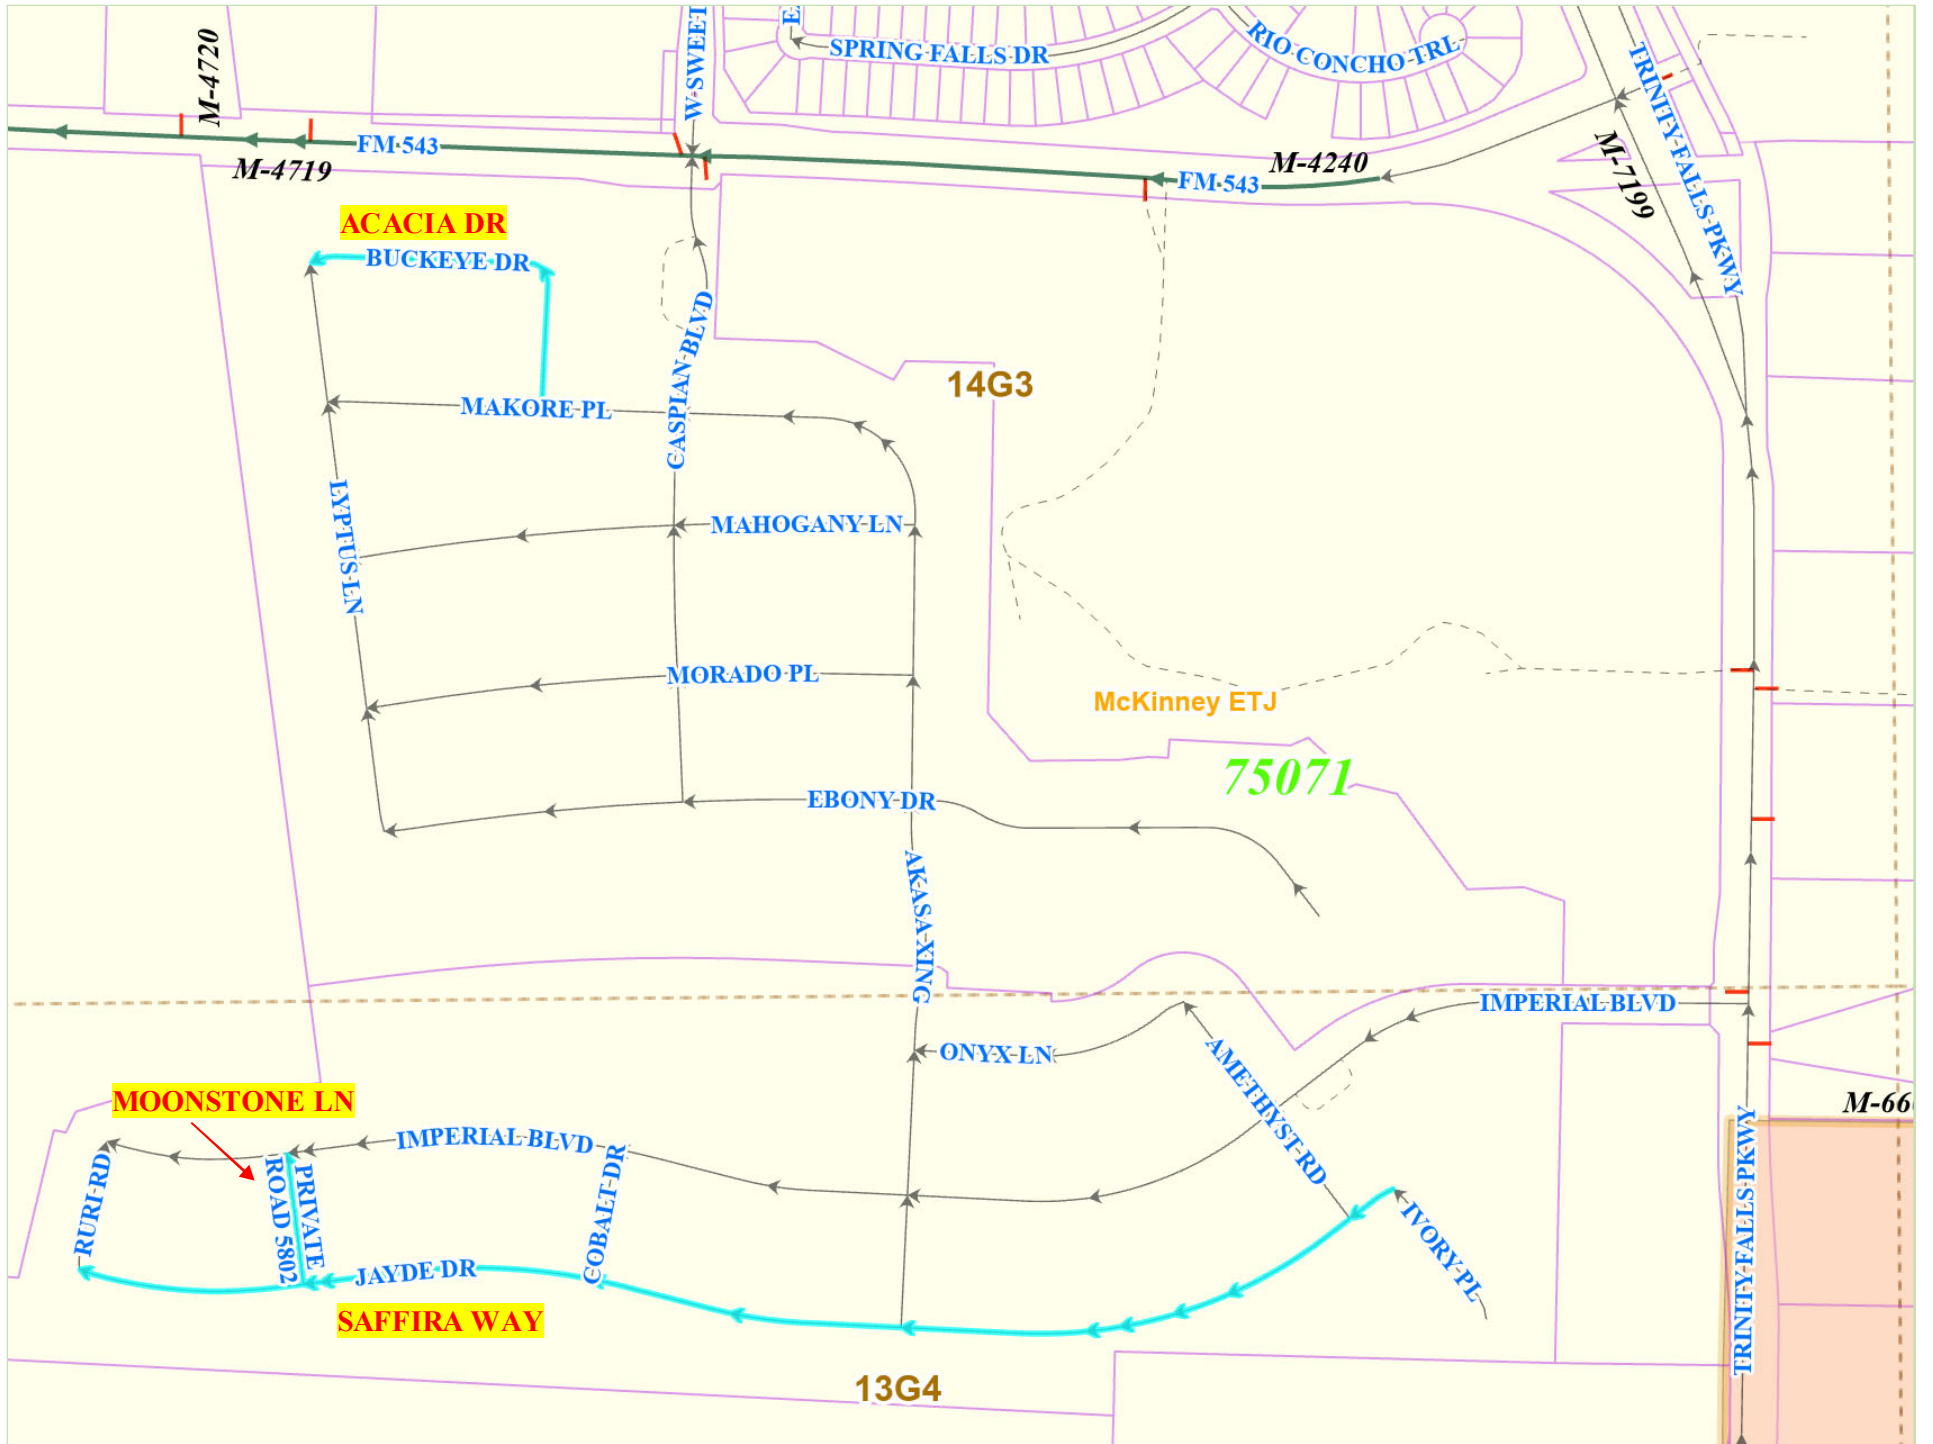 M-4720
W SWEET
E
SPRING FALLS DR
RIO CONCHO TRL
TRINITY FALLS PKWY
FM 543
M-4719
M-4240
FM 543
M-7199
ACACIA DR
BUCKEYE DR
CASPIAN BLVD
14G3
MAKORE PL
LYPTUS LN
MAHOGANY LN
MORADO PL
McKinney ETJ
75071
EBONY DR
AKASA XING
IMPERIAL BLVD
ONYX LN
AMETHYST RD
MOONSTONE LN
M-66
IMPERIAL BLVD
RURI RD
PRIVATE
ROAD 5802
COBALT DR
IVORY PL
TRINITY FALLS PKWY
JAYDE DR
SAFFIRA WAY
13G4